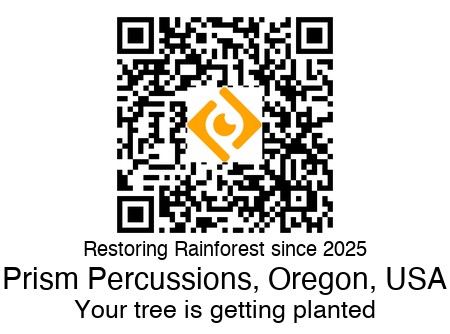 Restoring Rainforest since 2025
Prism Percussions, Oregon, USA
Your tree is getting planted